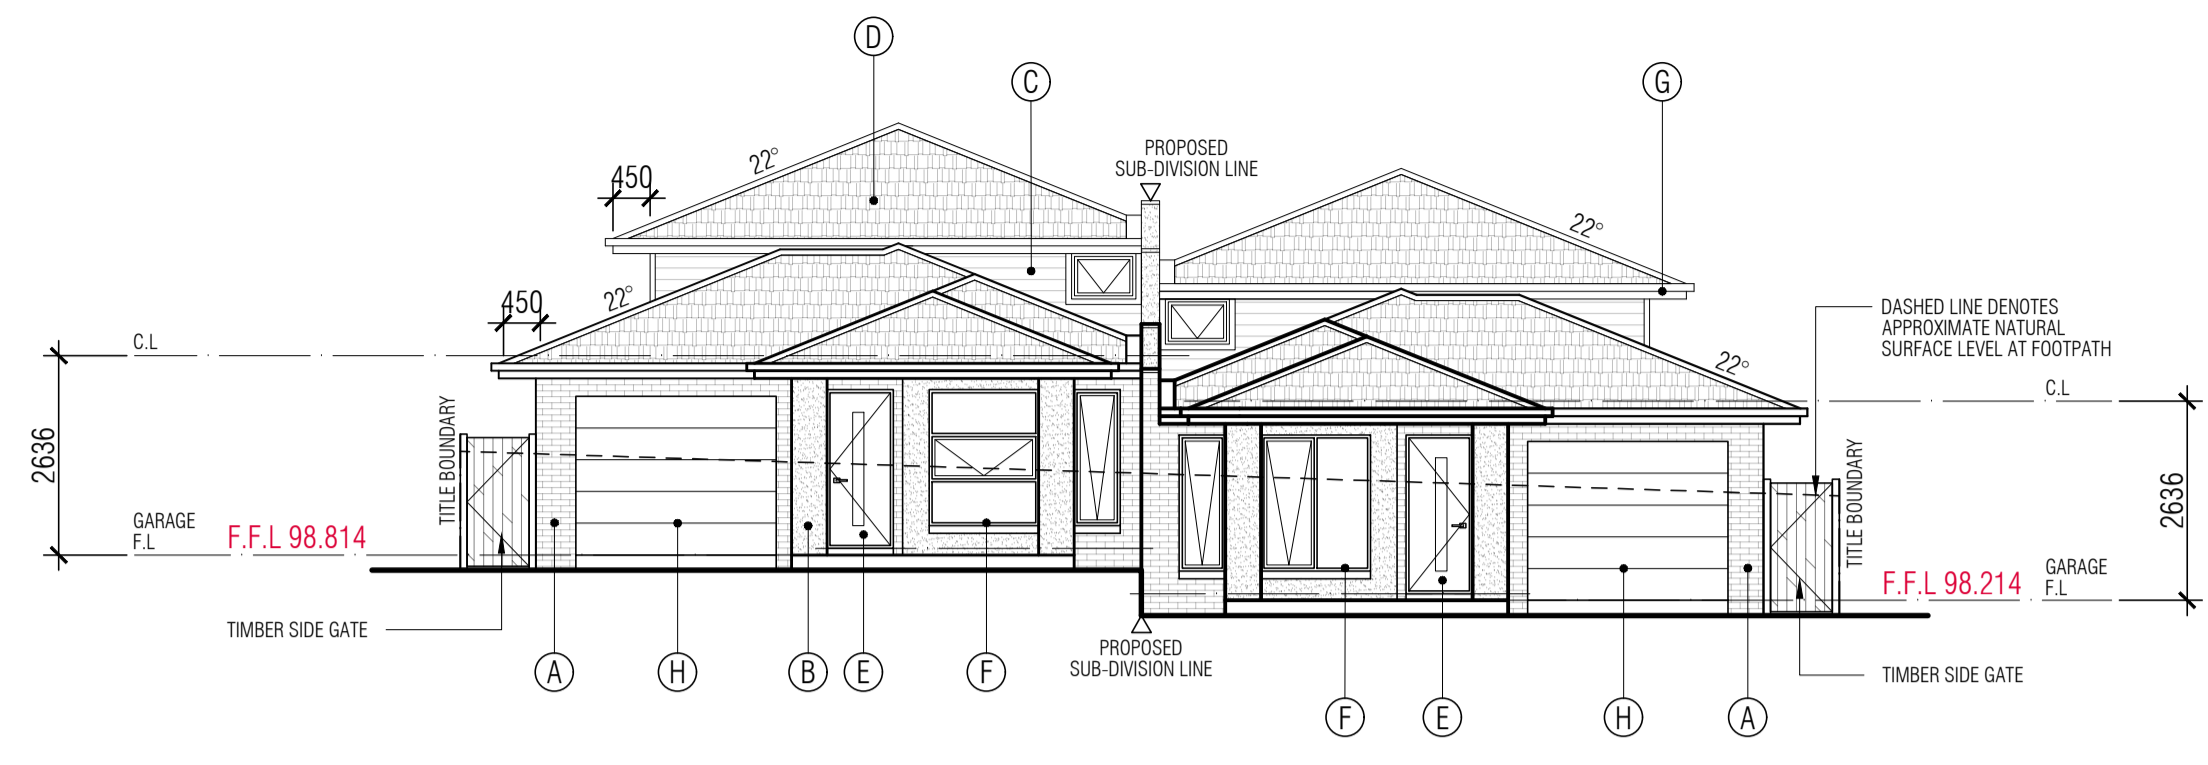 D
C
G
PROPOSED
SUB-DIVISION LINE
22°
450
22°
22°
450
22°
DASHED LINE DENOTES
APPROXIMATE NATURAL
SURFACE LEVEL AT FOOTPATH
C.L
C.L
2636
TITLE BOUNDARY
TITLE BOUNDARY
2636
GARAGE
F.L
F.F.L 98.814
F.F.L 98.214
GARAGE
F.L
TIMBER SIDE GATE
PROPOSED
SUB-DIVISION LINE
TIMBER SIDE GATE
A
H
B
E
F
F
E
H
A